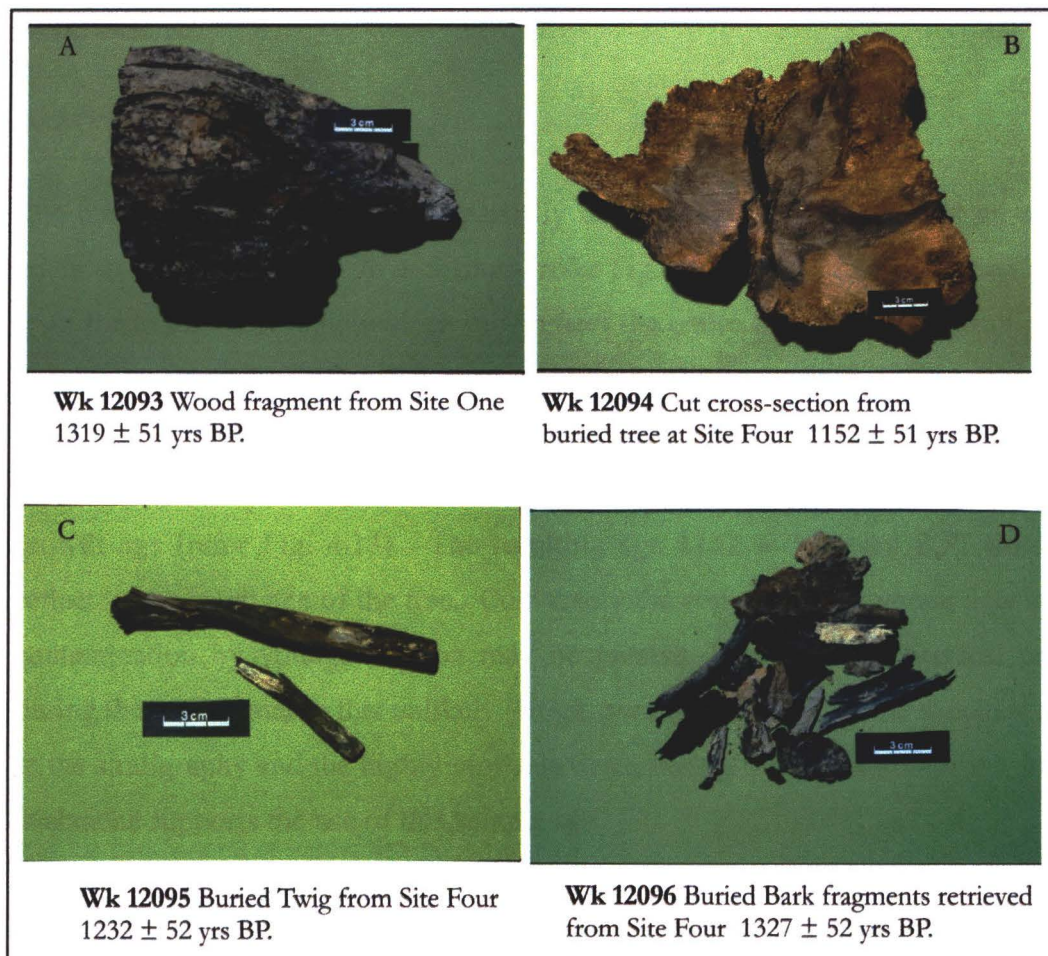 A
3 cm
B
3 cm
Wk 12093 Wood fragment from Site One
1319 ± 51 yrs BP.
Wk 12094 Cut cross-section from
buried tree at Site Four 1152 ± 51 yrs BP.
C
3 cm
D
3 cm
Wk 12095 Buried Twig from Site Four
1232 ± 52 yrs BP.
Wk 12096 Buried Bark fragments retrieved
from Site Four 1327 ± 52 yrs BP.